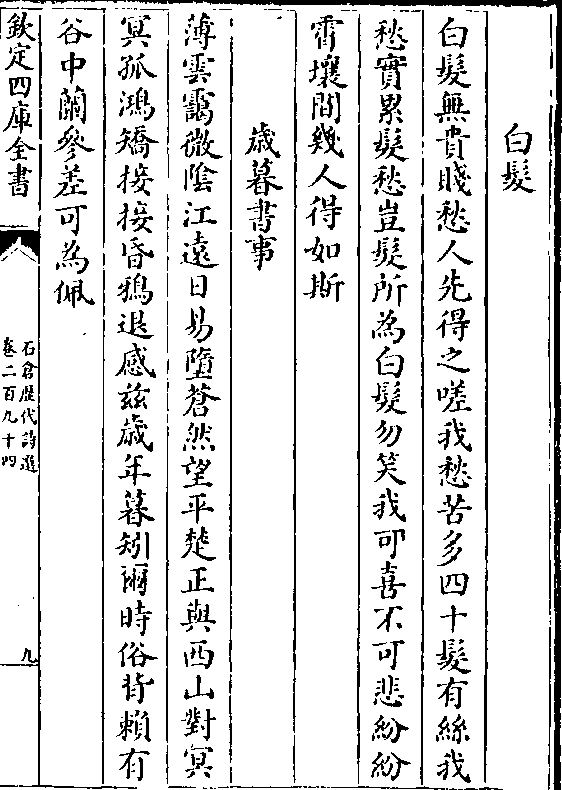 白髮
白髮無貴賤愁人先得之嗟我愁苦多四十髮有絲我
愁實累髮愁豈髮所為白髮勿笑我可喜不可悲紛紛
霄壤間幾人得如斯
歳暮書事
薄雲靄微陰江遠日易墮蒼然望平楚正與西山對冥
冥孤鴻矯接接昏鴉退感兹歳年暮矧爾時俗背頼有
谷中蘭參差可為佩
欽定四庫全書
石倉歴代詩選
卷二百九十四
九